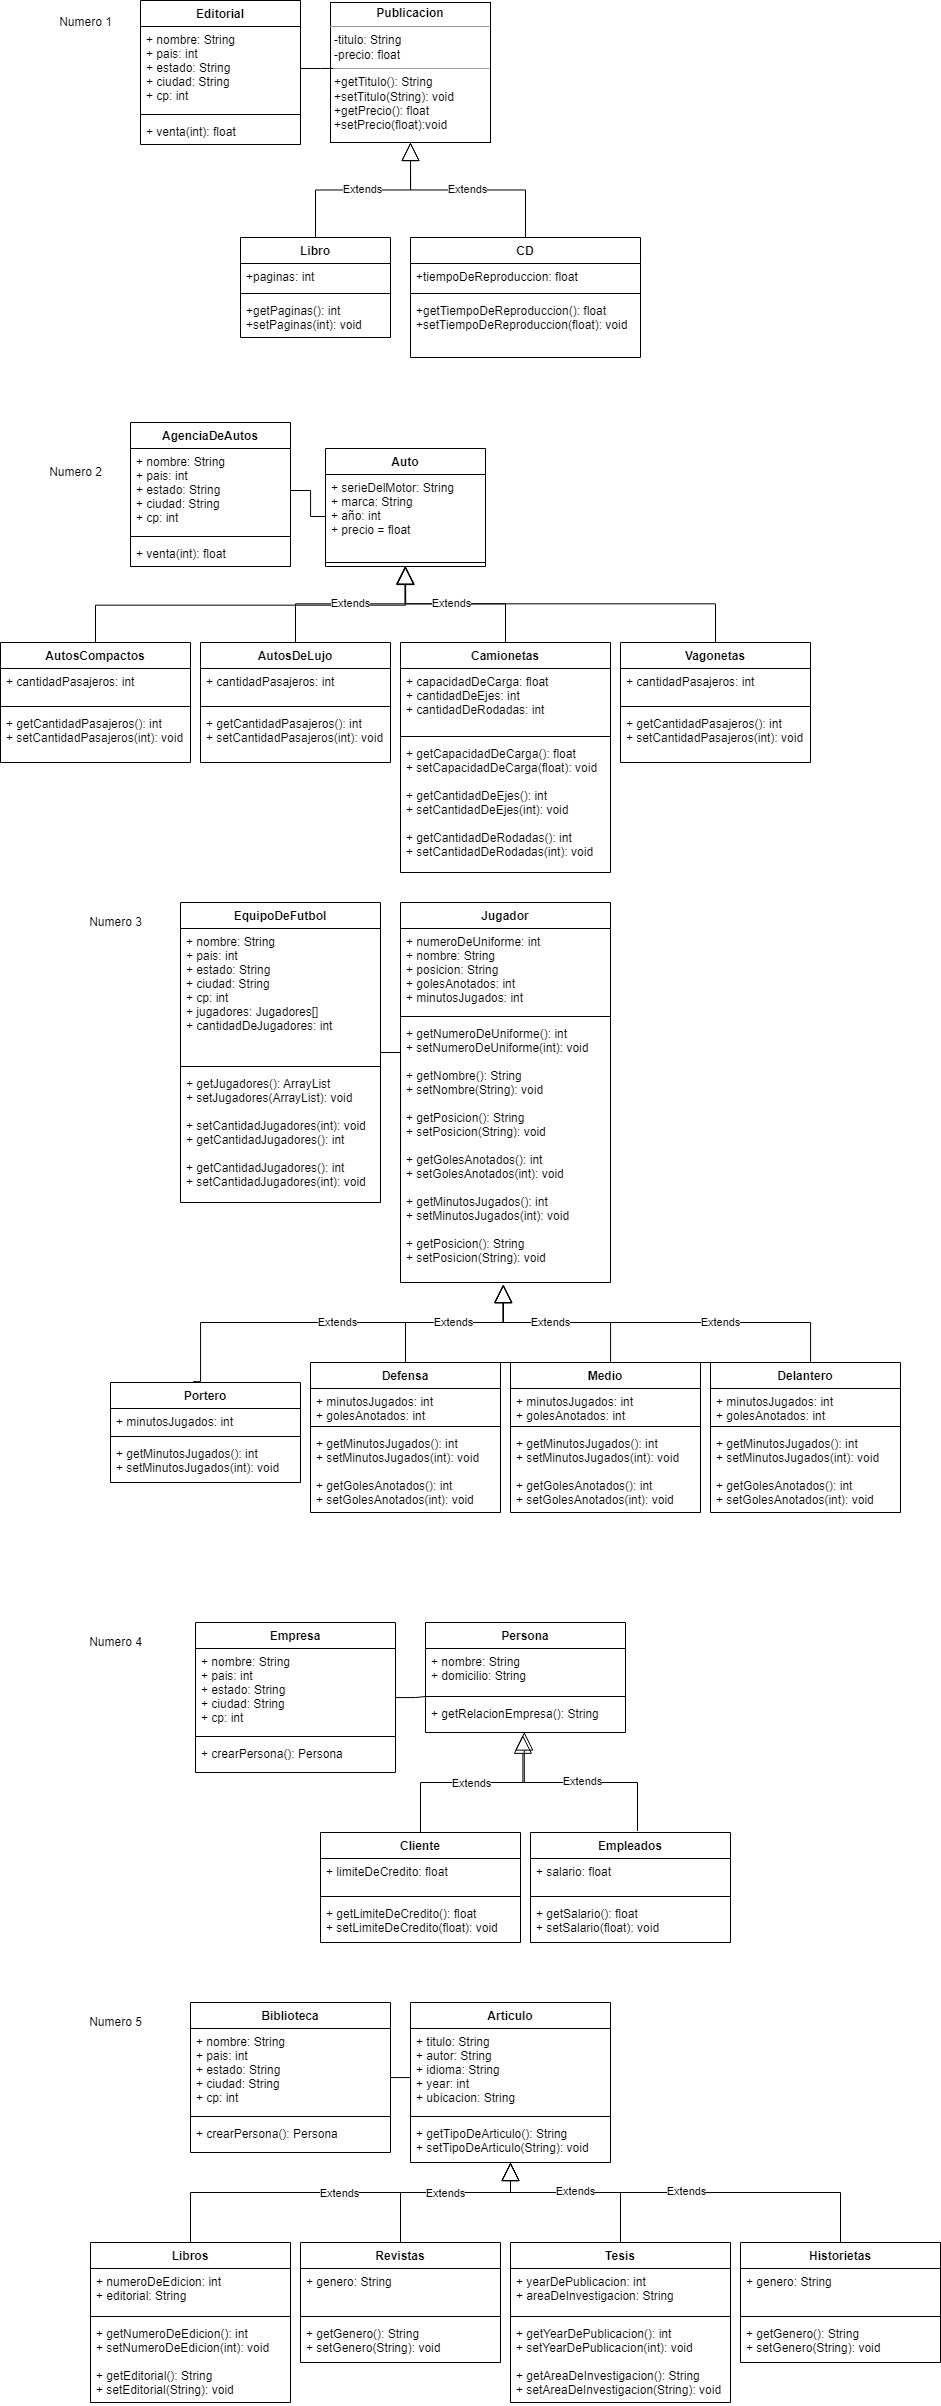 Numero 1
Editorial
+ nombre: String
+ pais: int
+ estado: String
+ ciudad: String
+ cp: int
+ venta(int): float
Publicacion
-titulo: String
-precio: float
+getTitulo(): String
+setTitulo(String): void
+getPrecio(): float
+setPrecio(float):void
Extends
Extends
Libro
+paginas: int
+getPaginas(): int
+setPaginas(int): void
CD
+tiempoDeReproduccion: float
+getTiempoDeReproduccion(): float
+setTiempoDeReproduccion(float): void
Numero 2
AgenciaDeAutos
+ nombre: String
+ pais: int
+ estado: String
+ ciudad: String
+ cp: int
+ venta(int): float
Auto
+ serieDelMotor: String
+ marca: String
+ año: int
+ precio = float
Extends
Extends
AutosCompactos
+ cantidadPasajeros: int
+ getCantidadPasajeros(): int
+ setCantidadPasajeros(int): void
AutosDeLujo
+ cantidadPasajeros: int
+ getCantidadPasajeros(): int
+ setCantidadPasajeros(int): void
Camionetas
+ capacidadDeCarga: float
+ cantidadDeEjes: int
+ cantidadDeRodadas: int
+ getCapacidadDeCarga(): float
+ setCapacidadDeCarga(float): void
+ getCantidadDeEjes(): int
+ setCantidadDeEjes(int): void
+ getCantidadDeRodadas(): int
+ setCantidadDeRodadas(int): void
Vagonetas
+ cantidadPasajeros: int
+ getCantidadPasajeros(): int
+ setCantidadPasajeros(int): void
Numero 3
EquipoDeFutbol
+ nombre: String
+ pais: int
+ estado: String
+ ciudad: String
+ cp: int
+ jugadores: Jugadores[]
+ cantidadDeJugadores: int
+ getJugadores(): ArrayList
+ setJugadores(ArrayList): void
+ setCantidadJugadores(int): void
+ getCantidadJugadores(): int
+ getCantidadJugadores(): int
+ setCantidadJugadores(int): void
Jugador
+ numeroDeUniforme: int
+ nombre: String
+ posicion: String
+ golesAnotados: int
+ minutosJugados: int
+ getNumeroDeUniforme(): int
+ setNumeroDeUniforme(int): void
+ getNombre(): String
+ setNombre(String): void
+ getPosicion(): String
+ setPosicion(String): void
+ getGolesAnotados(): int
+ setGolesAnotados(int): void
+ getMinutosJugados(): int
+ setMinutosJugados(int): void
+ getPosicion(): String
+ setPosicion(String): void
Extends
Extends
Extends
Extends
Portero
+ minutosJugados: int
+ getMinutosJugados(): int
+ setMinutosJugados(int): void
Defensa
+ minutosJugados: int
+ golesAnotados: int
+ getMinutosJugados(): int
+ setMinutosJugados(int): void
+ getGolesAnotados(): int
+ setGolesAnotados(int): void
Medio
+ minutosJugados: int
+ golesAnotados: int
+ getMinutosJugados(): int
+ setMinutosJugados(int): void
+ getGolesAnotados(): int
+ setGolesAnotados(int): void
Delantero
+ minutosJugados: int
+ golesAnotados: int
+ getMinutosJugados(): int
+ setMinutosJugados(int): void
+ getGolesAnotados(): int
+ setGolesAnotados(int): void
Numero 4
Empresa
+ nombre: String
+ pais: int
+ estado: String
+ ciudad: String
+ cp: int
+ crearPersona(): Persona
Persona
+ nombre: String
+ domicilio: String
+ getRelacionEmpresa(): String
Extends
Extends
Cliente
+ limiteDeCredito: float
+ getLimiteDeCredito(): float
+ setLimiteDeCredito(float): void
Empleados
+ salario: float
+ getSalario(): float
+ setSalario(float): void
Numero 5
Biblioteca
+ nombre: String
+ pais: int
+ estado: String
+ ciudad: String
+ cp: int
+ crearPersona(): Persona
Articulo
+ titulo: String
+ autor: String
+ idioma: String
+ year: int
+ ubicacion: String
+ getTipoDeArticulo(): String
+ setTipoDeArticulo(String): void
Extends
Extends
Extends
Extends
Libros
+ numeroDeEdicion: int
+ editorial: String
+ getNumeroDeEdicion(): int
+ setNumeroDeEdicion(int): void
+ getEditorial(): String
+ setEditorial(String): void
Revistas
+ genero: String
+ getGenero(): String
+ setGenero(String): void
Tesis
+ yearDePublicacion: int
+ areaDeInvestigacion: String
+ getYearDePublicacion(): int
+ setYearDePublicacion(int): void
+ getAreaDeInvestigacion(): String
+ setAreaDeInvestigacion(String): void
Historietas
+ genero: String
+ getGenero(): String
+ setGenero(String): void